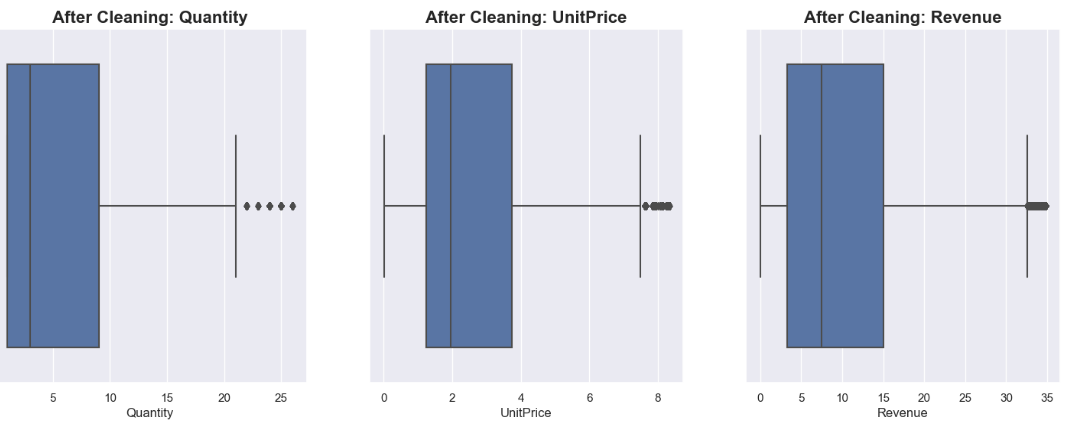 After Cleaning: Quantity
5 10 15 20 25
Quantity
After Cleaning: UnitPrice
0 2 4 6 8
UnitPrice
After Cleaning: Revenue
0 5 10 15 20 25 30 35
Revenue